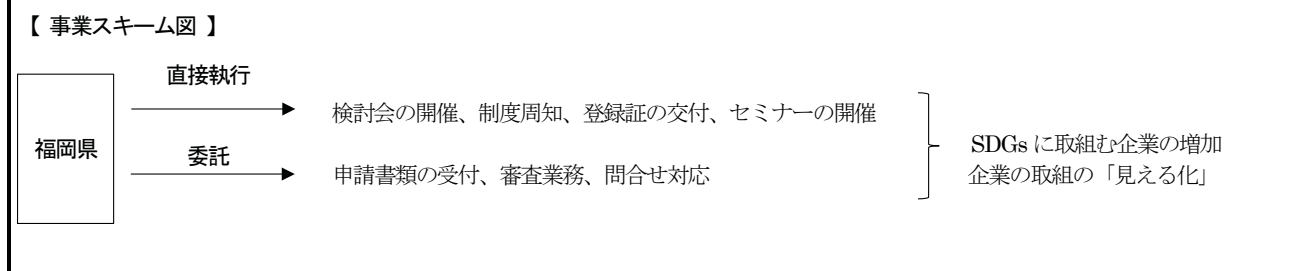 【 事業スキーム図 】
直接執行
検討会の開催、制度周知、登録証の交付、セミナーの開催
福岡県
委託
申請書類の受付、審査業務、問合せ対応
SDGs に取組む企業の増加
企業の取組の「見える化」